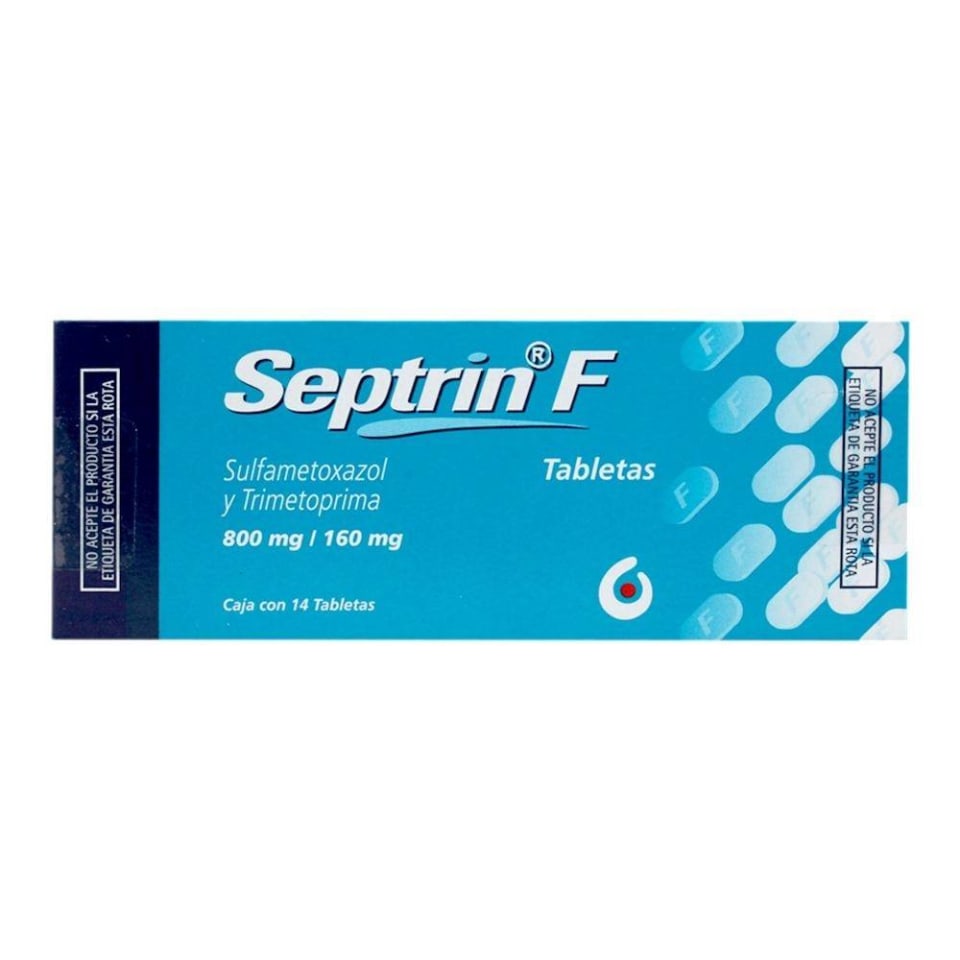 NO ACEPTE EL PRODUCTO SI LA
ETIQUETA DE GARANTIA ESTA ROTA
Septrin® F
Sulfametoxazol
y Trimetoprima
Tabletas
800 mg / 160 mg
Caja con 14 Tabletas
F
F
F
F
F
F
NO ACEPTE EL PRODUCTO SI LA
ETIQUETA DE GARANTIA ESTA ROTA